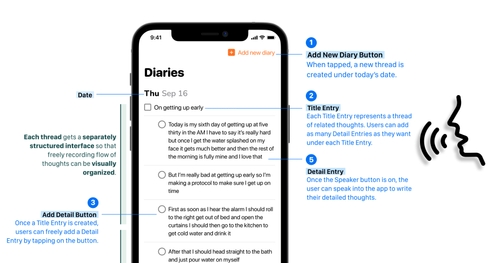 9:41
Add new diary
Diaries
Thu Sep 16
On getting up early
Today is my sixth day of getting up at five
thirty in the AM I have to say it's really hard
but once I get the water splashed on my
face it gets much better and then the rest of
the morning is fully mine and I love that
But I'm really bad at getting up early so I'm
making a protocol to make sure I get up on
time
First as soon as I hear the alarm I should roll
to the right get out of bed and open the
curtains I should then go to the kitchen to
get cold water and drink it
After that I should head straight to the bath
and just pour water on myself
Date
Each thread gets a separately
structured interface so that
freely recording flow of
thoughts can be visually
organized.
3
Add Detail Button
Once a Title Entry is created,
users can freely add a Detail
Entry by tapping on the button.
1
Add New Diary Button
When tapped, a new thread is
created under today's date.
2
Title Entry
Each Title Entry represents a thread
of related thoughts. Users can add
as many Detail Entries as they want
under each Title Entry.
5
Detail Entry
Once the Speaker button is on, the
user can speak into the app to write
their detailed thoughts.